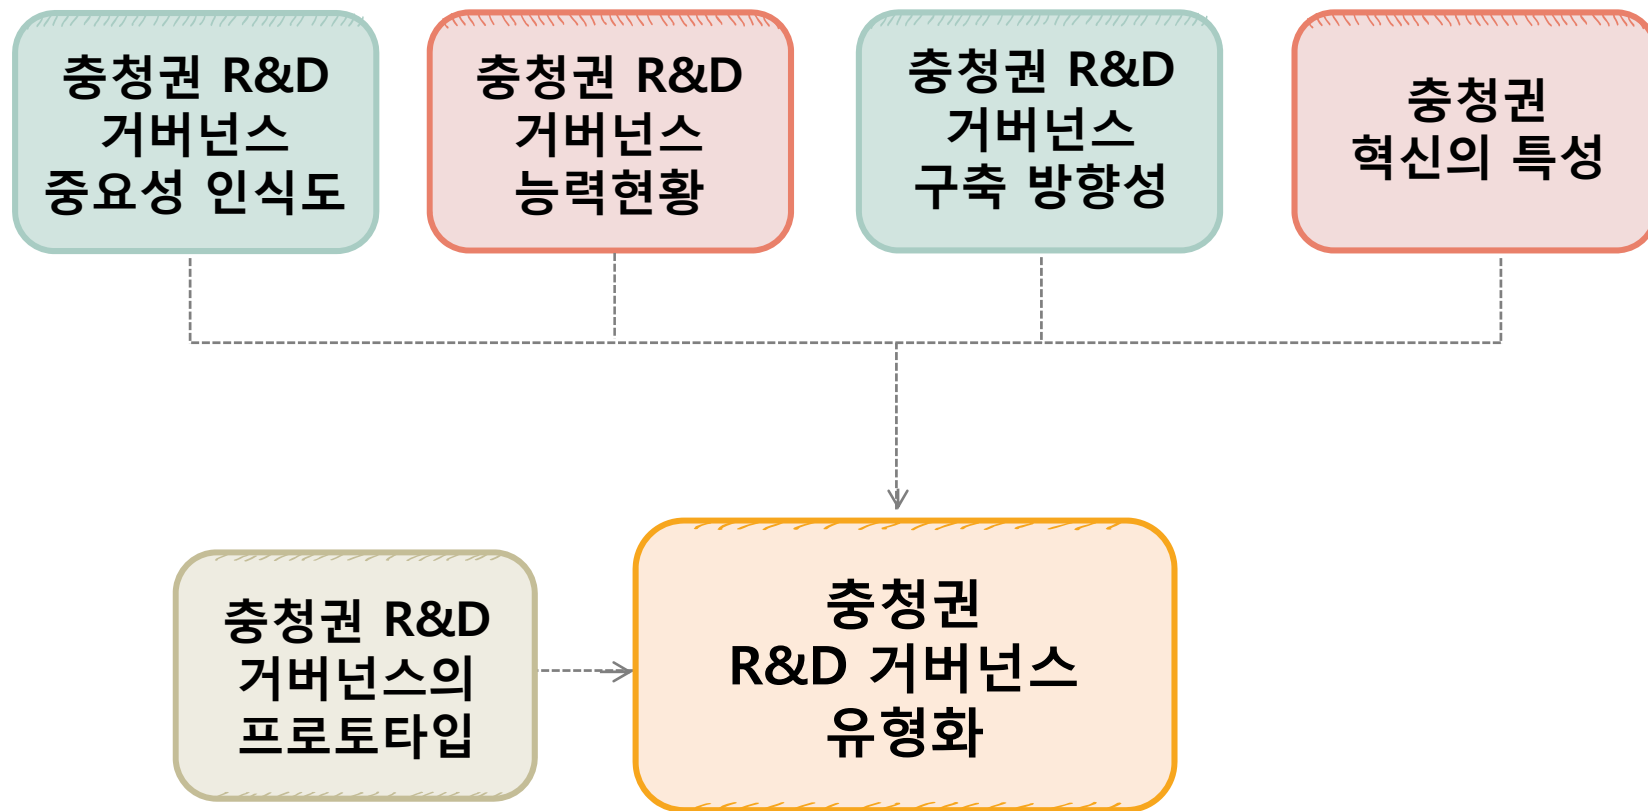 충청권 R&D
거버넌스
중요성 인식도
충청권 R&D
거버넌스
능력현황
충청권 R&D
거버넌스
구축 방향성
충청권
혁신의 특성
충청권 R&D
거버넌스의
프로토타입
충청권
R&D 거버넌스
유형화